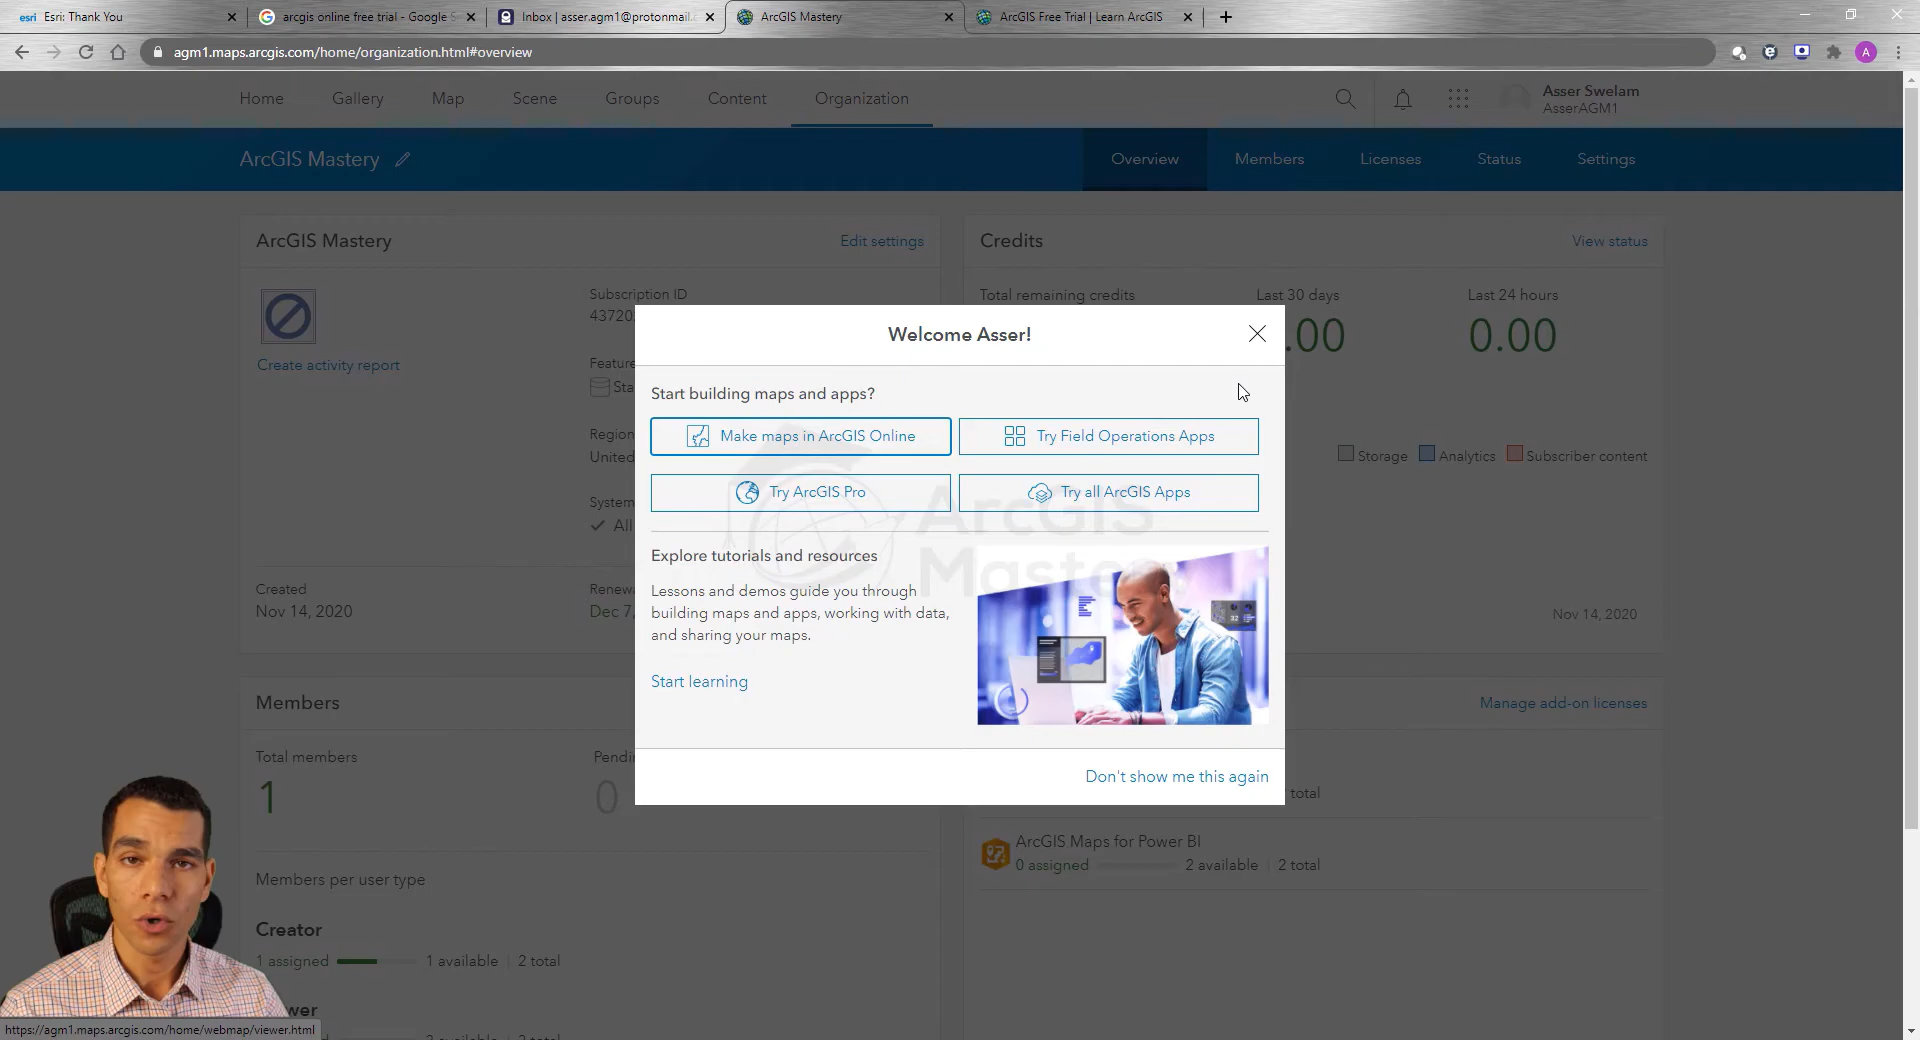 esri Esri: Thank You
arcgis online free trial - Google S
Inbox | asser.agm1@protonmail.c
ArcGIS Mastery
ArcGIS Free Trial | Learn ArcGIS
agm1.maps.arcgis.com/home/organization.html#overview
A
Home Gallery Map Scene Groups Content Organization
Asser Swelam
AsserAGM1
ArcGIS Mastery
Overview Members Licenses Status Settings
ArcGIS Mastery Edit settings
Create activity report
Subscription ID
43720
Feature
Sta
Region
United
System
All
Created
Nov 14, 2020
Renew
Dec 7,
Credits View status
Total remaining credits Last 30 days Last 24 hours
.00 0.00
Storage Analytics Subscriber content
Nov 14, 2020
Welcome Asser!
Start building maps and apps?
Make maps in ArcGIS Online
Try Field Operations Apps
Try ArcGIS Pro
Try all ArcGIS Apps
ArcGIS
Mastery
Explore tutorials and resources
Lessons and demos guide you through
building maps and apps, working with data,
and sharing your maps.
Start learning
32
Don't show me this again
Members
Total members
1
Pendi
0
Members per user type
Creator
1 assigned 1 available 2 total
wer
Manage add-on licenses
total
ArcGIS Maps for Power BI
0 assigned 2 available 2 total
https://agm1.maps.arcgis.com/home/webmap/viewer.html